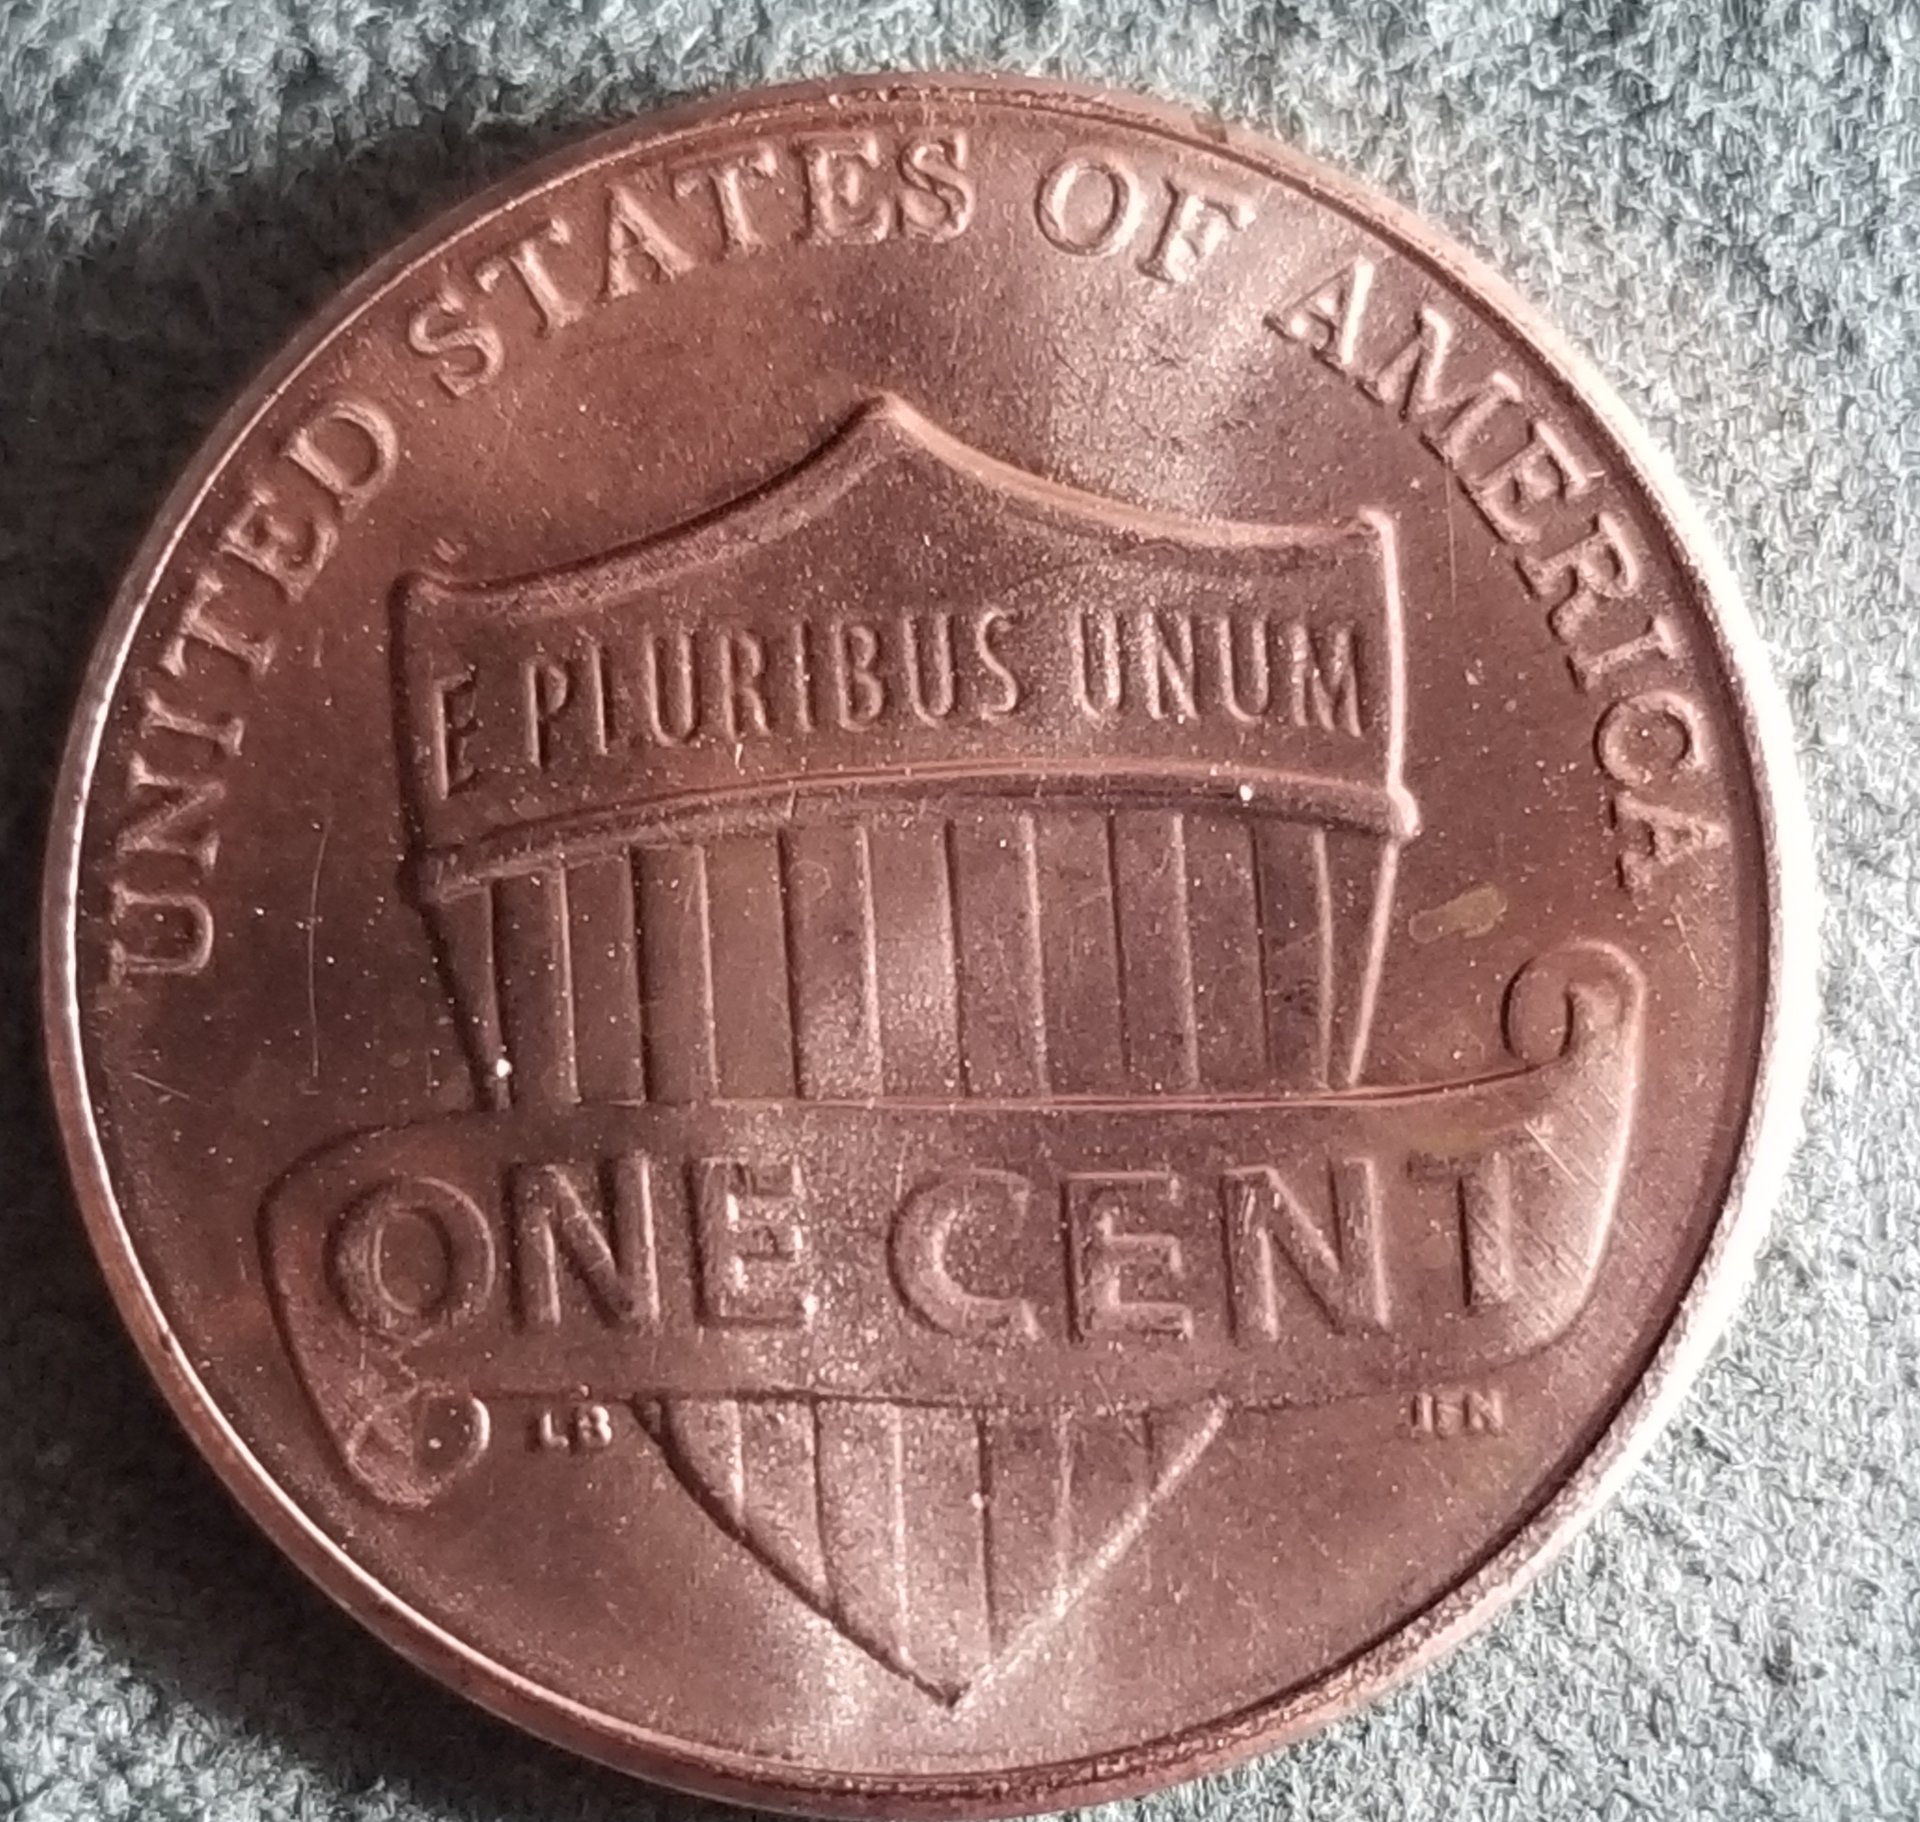 UNITED STATES OF AMERICA
E PLURIBUS UNUM
ONE CENT
LB JFM